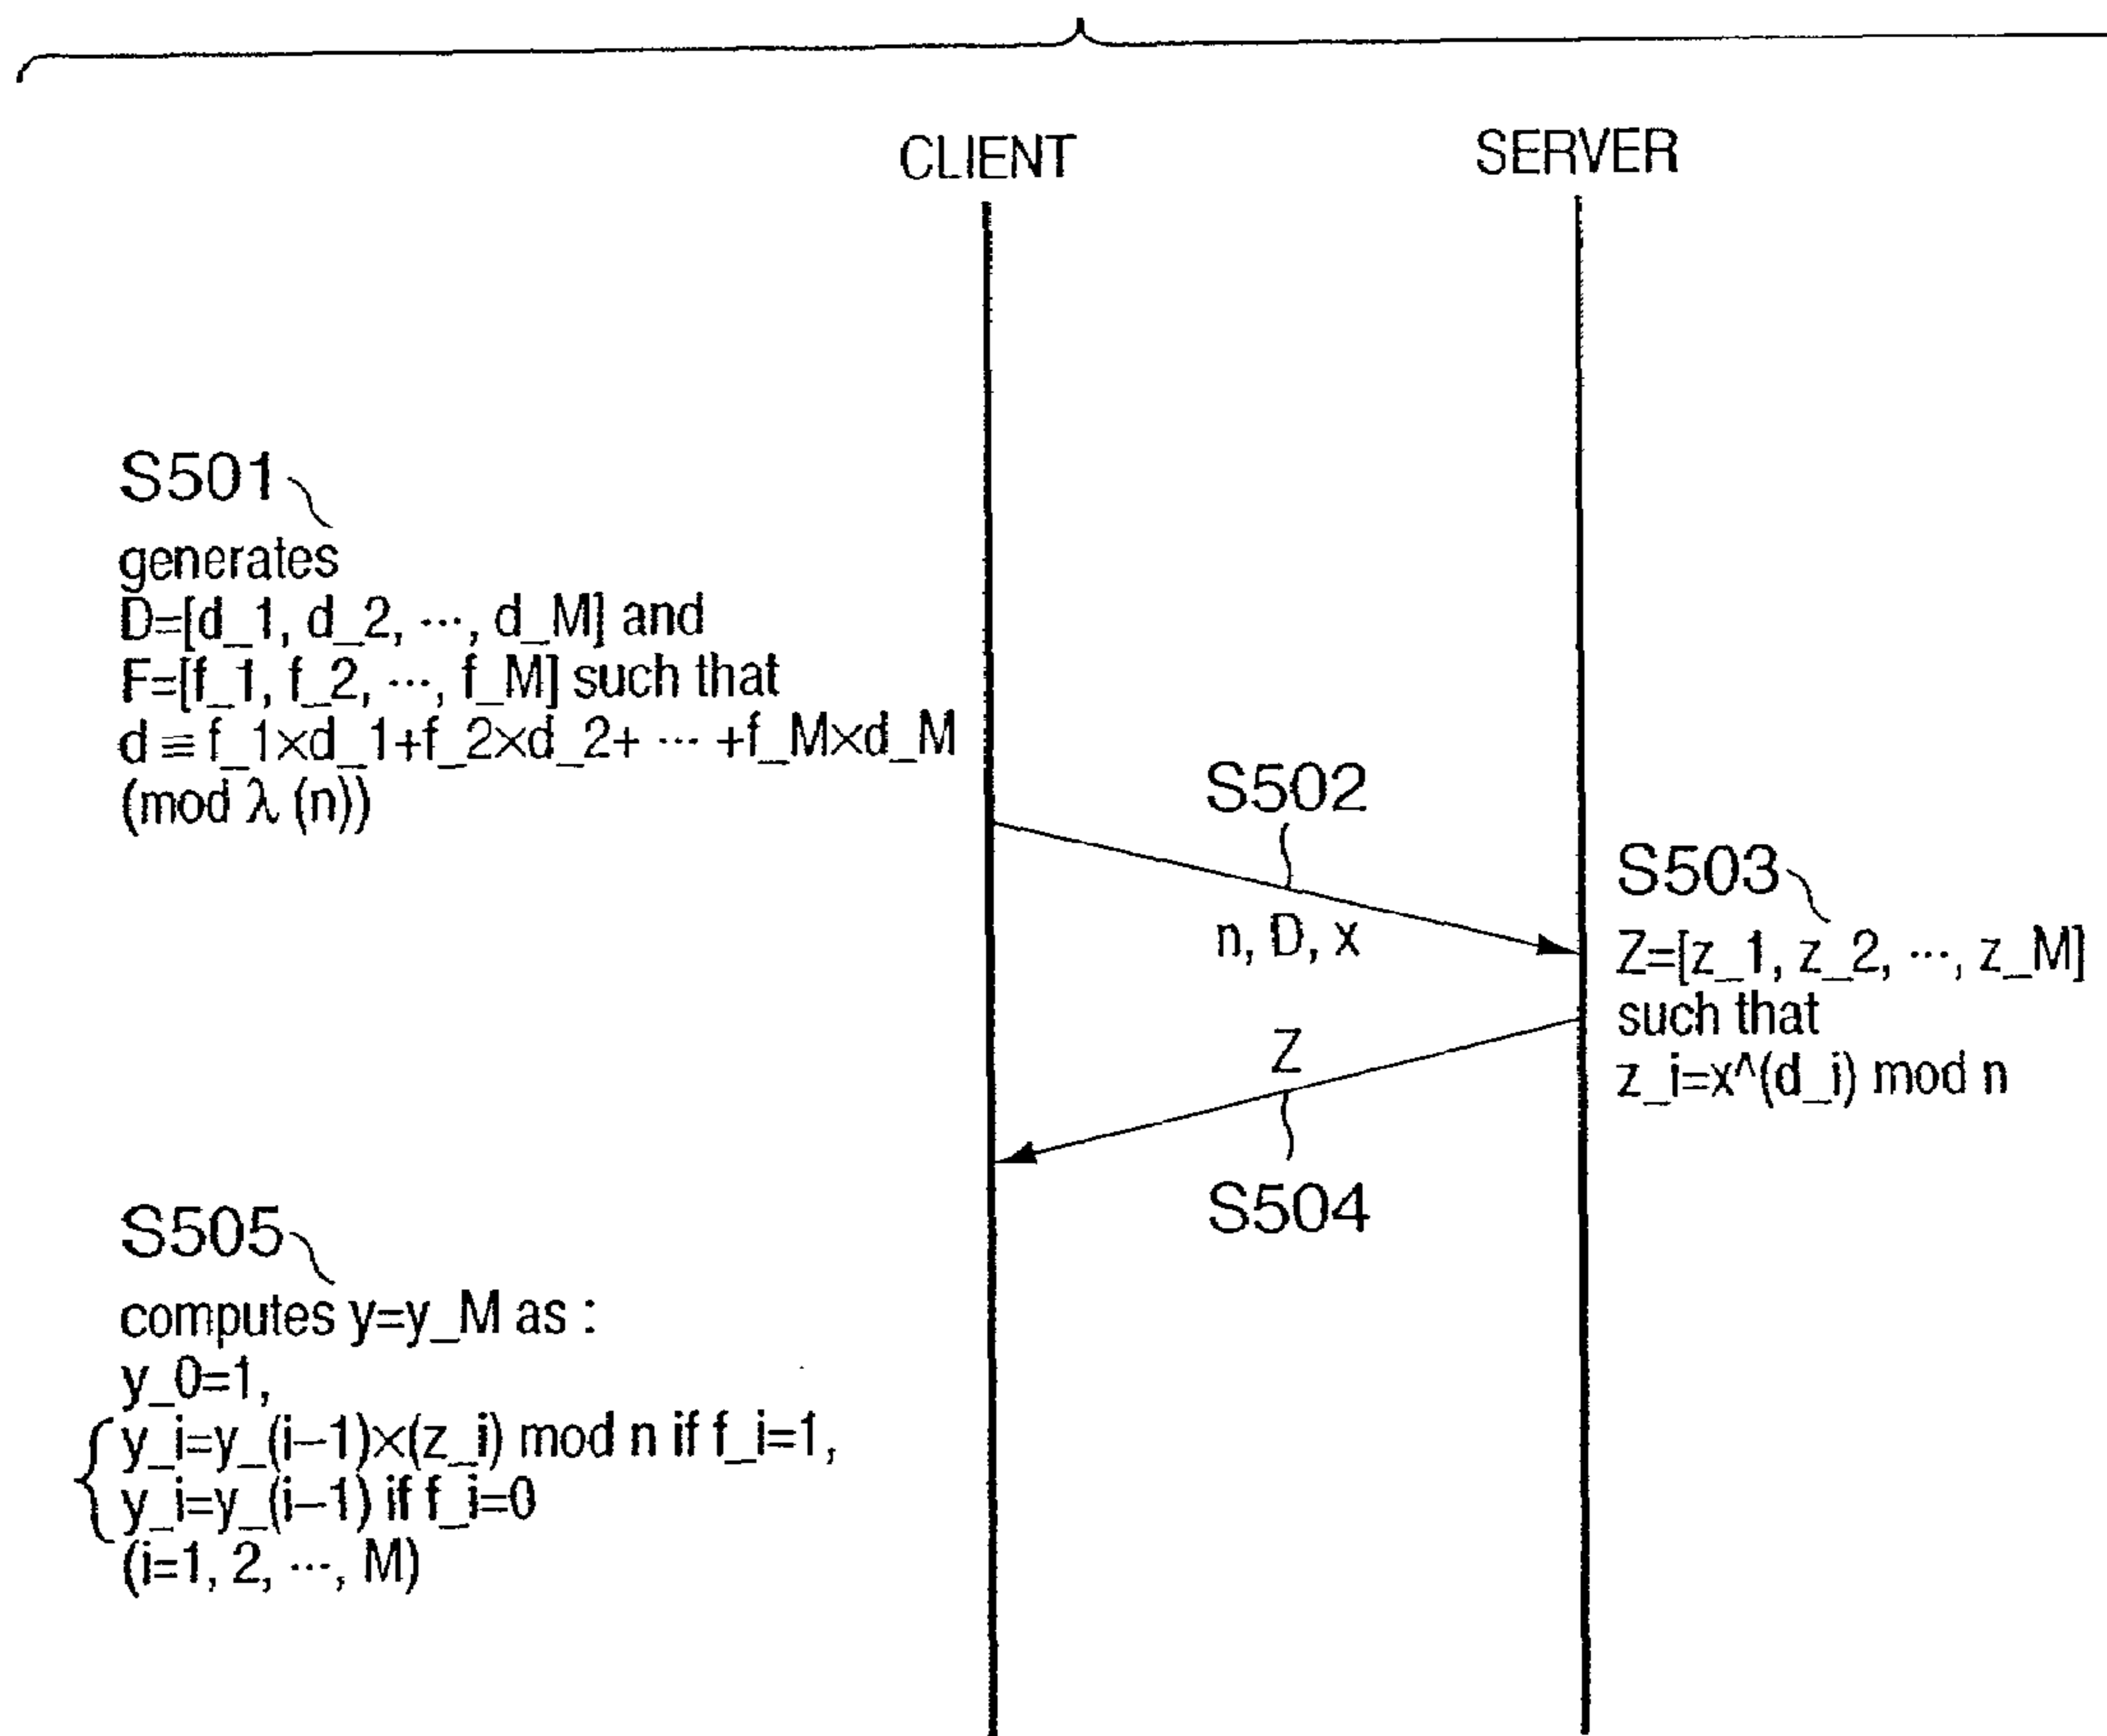 CLIENT
SERVER
S501
generates
D=[d_1, d_2, ···, d_M] and
F=[f_1, f_2, ···, f_M] such that
d ≡ f_1×d_1+f_2×d_2+ ··· +f_M×d_M
(mod λ (n))
S502
n, D, x
S503
Z=[z_1, z_2, ···, z_M]
such that
z_i=x^(d_i) mod n
Z
S504
S505
computes y=y_M as :
y_0=1,
y_i=y_(i–1)×(z_i) mod n if f_i=1,
y_i=y_(i–1) if f_i=0
(i=1, 2, ···, M)